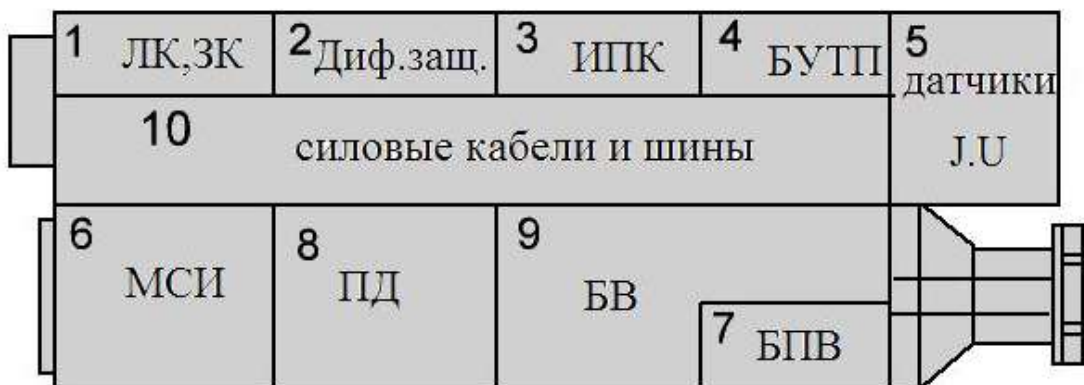 1 ЛК,ЗК
2 Диф.защ.
3 ИПК
4 БУТП
5 датчики
J.U
10 силовые кабели и шины
6 МСИ
8 ПД
9 БВ
7 БПВ